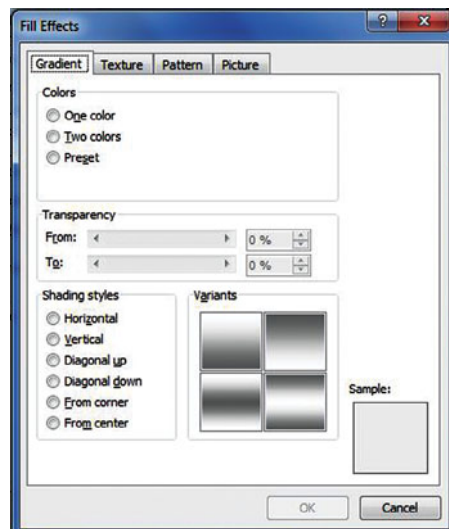 Fill Effects
Gradient Texture Pattern Picture
Colors
One color
Two colors
Preset
Transparency
From: 0 %
To: 0 %
Shading styles
Horizontal
Vertical
Diagonal up
Diagonal down
From corner
From center
Variants
Sample:
OK Cancel